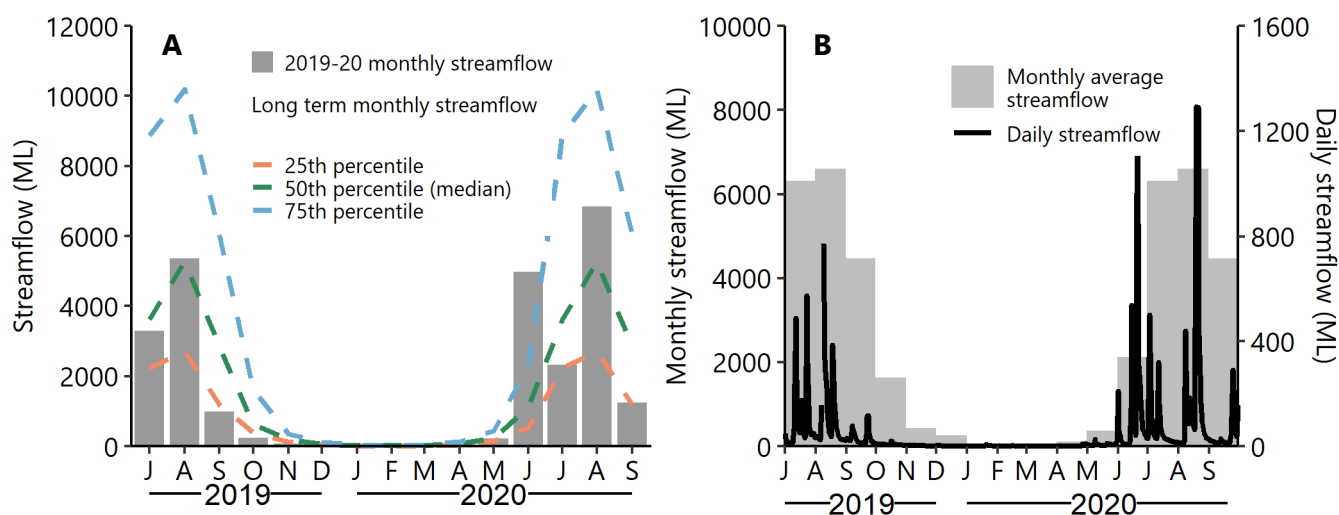 A
Streamflow (ML)
12000
10000
8000
6000
4000
2000
0
2019-20 monthly streamflow
Long term monthly streamflow
25th percentile
50th percentile (median)
75th percentile
J A S O N D J F M A M J J A S
2019 2020
B
Monthly streamflow (ML)
10000
8000
6000
4000
2000
0
Monthly average
streamflow
Daily streamflow
1600
1200
800
400
0
Daily streamflow (ML)
J A S O N D J F M A M J J A S
2019 2020